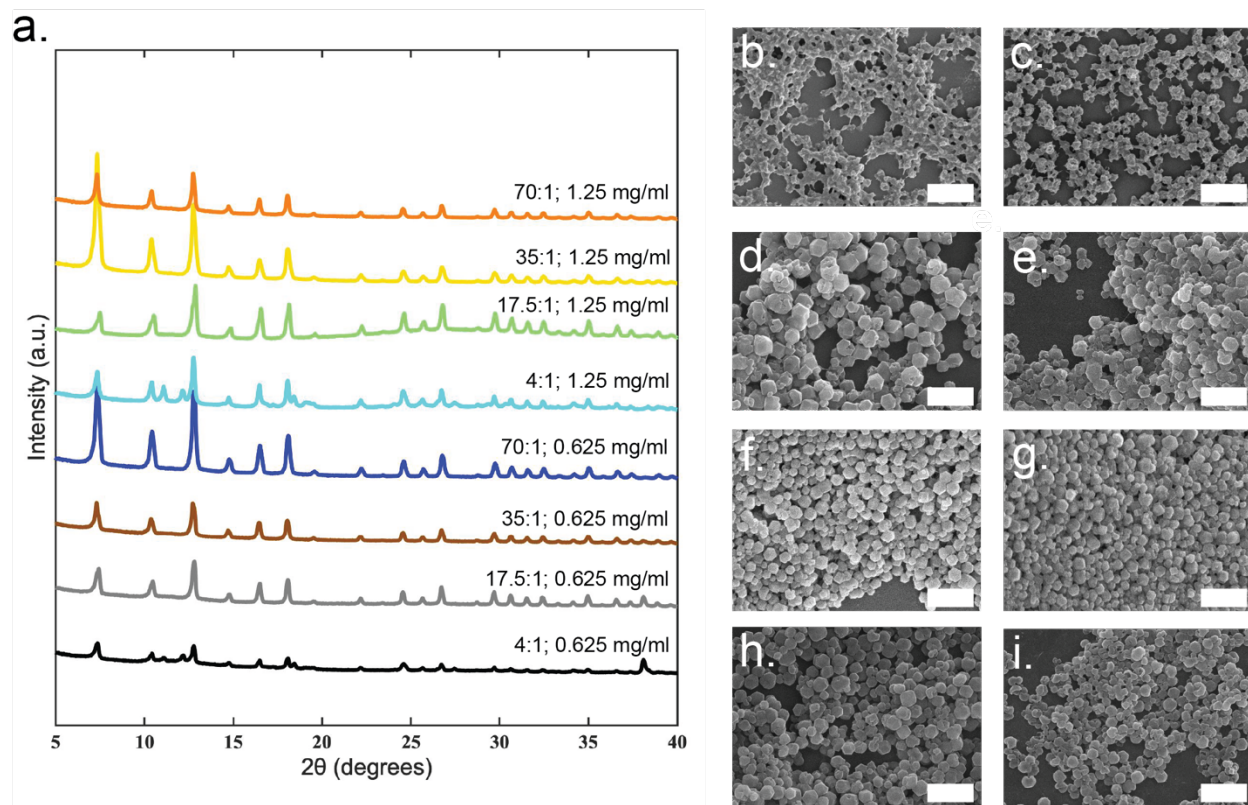 a.
70:1; 1.25 mg/ml
35:1; 1.25 mg/ml
17.5:1; 1.25 mg/ml
4:1; 1.25 mg/ml
70:1; 0.625 mg/ml
35:1; 0.625 mg/ml
17.5:1; 0.625 mg/ml
4:1; 0.625 mg/ml
Intensity (a.u.)
5 10 15 20 25 30 35 40
2θ (degrees)
b. c.
e.
d. e.
f. g.
h. i.